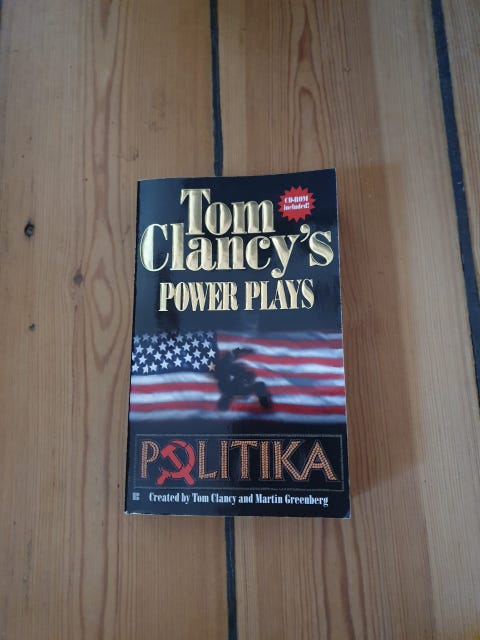 Tom
Clancy's
CD-ROM
included!
POWER PLAYS
POLITIKA
Created by Tom Clancy and Martin Greenberg